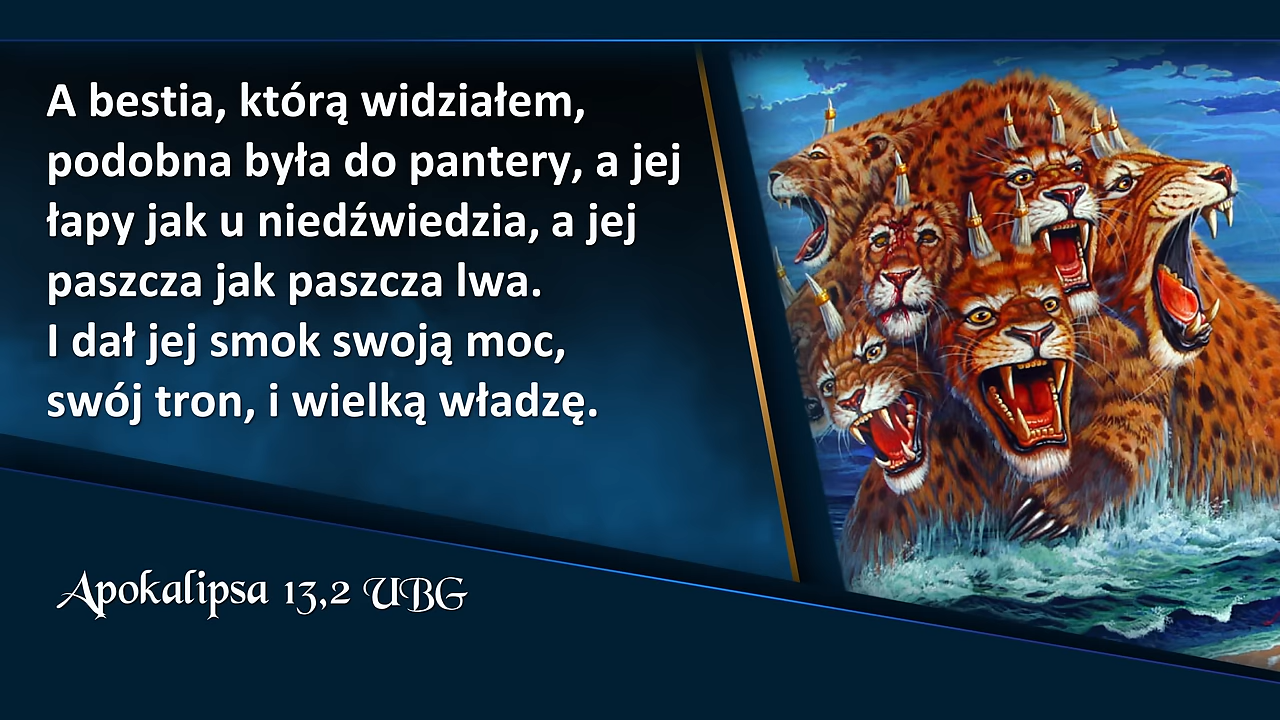 A bestia, którą widziałem,
podobna była do pantery, a jej
łapy jak u niedźwiedzia, a jej
paszcza jak paszcza lwa.
I dał jej smok swoją moc,
swój tron, i wielką władzę.
Apokalipsa 13,2 UBG